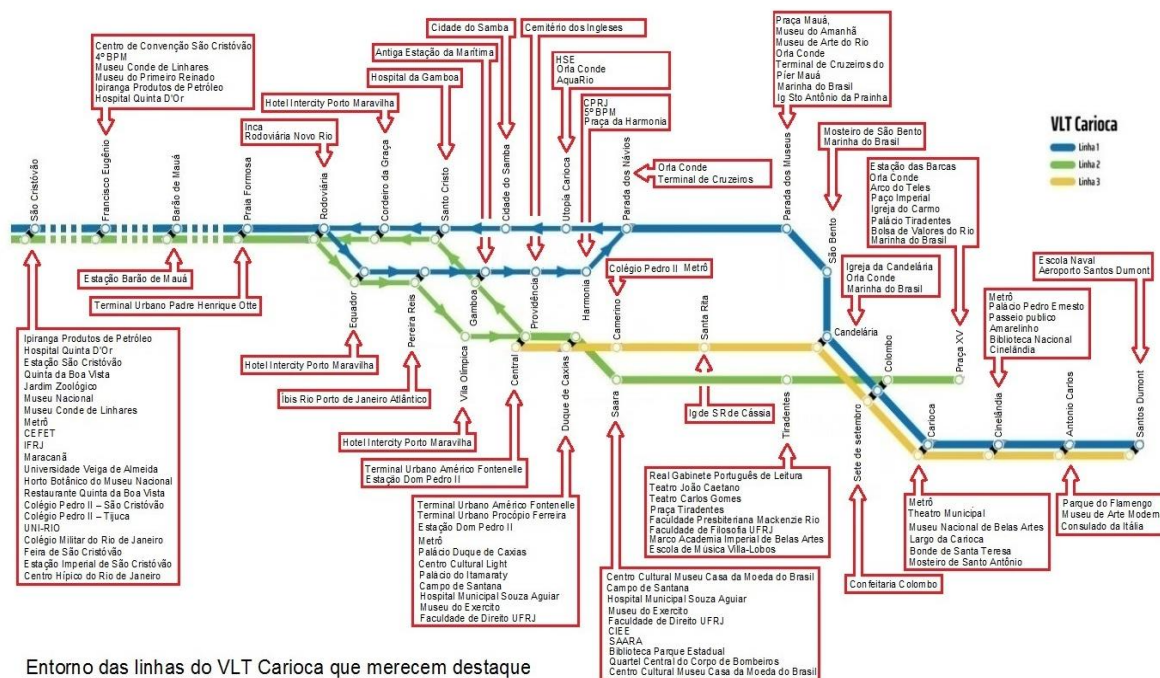 Cidade do Samba
Cemitério dos Ingleses
Antiga Estação da Marítima
Hospital da Gamboa
Centro de Convenção São Cristóvão
4º BPM
Museu Conde de Linhares
Museu do Primeiro Reinado
Ipiranga Produtos de Petróleo
Hospital Quinta D'Or
Hotel Intercity Porto Maravilha
Inca
Rodoviária Novo Rio
HSE
Orla Conde
AquaRio
CPRJ
5º BPM
Praça da Harmonia
Praça Mauá,
Museu do Amanhã
Museu de Arte do Rio
Orla Conde
Terminal de Cruzeiros do
Píer Mauá
Marinha do Brasil
Ig Sto Antônio da Prainha
Orla Conde
Terminal de Cruzeiros
Mosteiro de São Bento
Marinha do Brasil
VLT Carioca
Linha 1
Linha 2
Linha 3
Estação das Barcas
Orla Conde
Arco do Teles
Paço Imperial
Igreja do Carmo
Palácio Tiradentes
Bolsa de Valores do Rio
Marinha do Brasil
Igreja da Candelária
Orla Conde
Marinha do Brasil
Escola Naval
Aeroporto Santos Dumont
Metrô
Palácio Pedro Ernesto
Passeio publico
Amarelinho
Biblioteca Nacional
Cinelândia
Colégio Pedro II Metrô
São Cristóvão
Francisco Eugênio
Barão de Mauá
Praia Formosa
Rodoviária
Cordeiro da Graça
Santo Cristo
Cidade do Samba
Utopia Carioca
Parada dos Návios
Parada dos Museus
São Bento
Candelária
Equador
Pereira Reis
Gamboa
Providência
Harmonia
Vila Olímpica
Central
Duque de Caxias
Camerino
Saara
Santa Rita
Tiradentes
Sete de setembro
Colombo
Praça XV
Carioca
Cinelândia
Antonio Carlos
Santos Dumont
Estação Barão de Mauá
Terminal Urbano Padre Henrique Otte
Hotel Intercity Porto Maravilha
Ibis Rio Porto de Janeiro Atlântico
Hotel Intercity Porto Maravilha
Terminal Urbano Américo Fontenelle
Estação Dom Pedro II
Ig de SR de Cássia
Ipiranga Produtos de Petróleo
Hospital Quinta D'Or
Estação São Cristóvão
Quinta da Boa Vista
Jardim Zoológico
Museu Nacional
Museu Conde de Linhares
Metrô
CEFET
IFRJ
Maracanã
Universidade Veiga de Almeida
Horto Botânico do Museu Nacional
Restaurante Quinta da Boa Vista
Colégio Pedro II – São Cristóvão
Colégio Pedro II – Tijuca
UNI-RIO
Colégio Militar do Rio de Janeiro
Feira de São Cristóvão
Estação Imperial de São Cristóvão
Centro Hípico do Rio de Janeiro
Terminal Urbano Américo Fontenelle
Terminal Urbano Procópio Ferreira
Estação Dom Pedro II
Metrô
Palácio Duque de Caxias
Centro Cultural Light
Palácio do Itamaraty
Campo de Santana
Hospital Municipal Souza Aguiar
Museu do Exercito
Faculdade de Direito UFRJ
Centro Cultural Museu Casa da Moeda do Brasil
Campo de Santana
Hospital Municipal Souza Aguiar
Museu do Exercito
Faculdade de Direito UFRJ
CIEE
SAARA
Biblioteca Parque Estadual
Quartel Central do Corpo de Bombeiros
Centro Cultural Museu Casa da Moeda do Brasil
Real Gabinete Português de Leitura
Teatro João Caetano
Teatro Carlos Gomes
Praça Tiradentes
Faculdade Presbiteriana Mackenzie Rio
Faculdade de Filosofia UFRJ
Marco Academia Imperial de Belas Artes
Escola de Música Villa-Lobos
Confeitaria Colombo
Metrô
Theatro Municipal
Museu Nacional de Belas Artes
Largo da Carioca
Bonde de Santa Teresa
Mosteiro de Santo Antônio
Parque do Flamengo
Museu de Arte Modern
Consulado da Itália
Entorno das linhas do VLT Carioca que merecem destaque